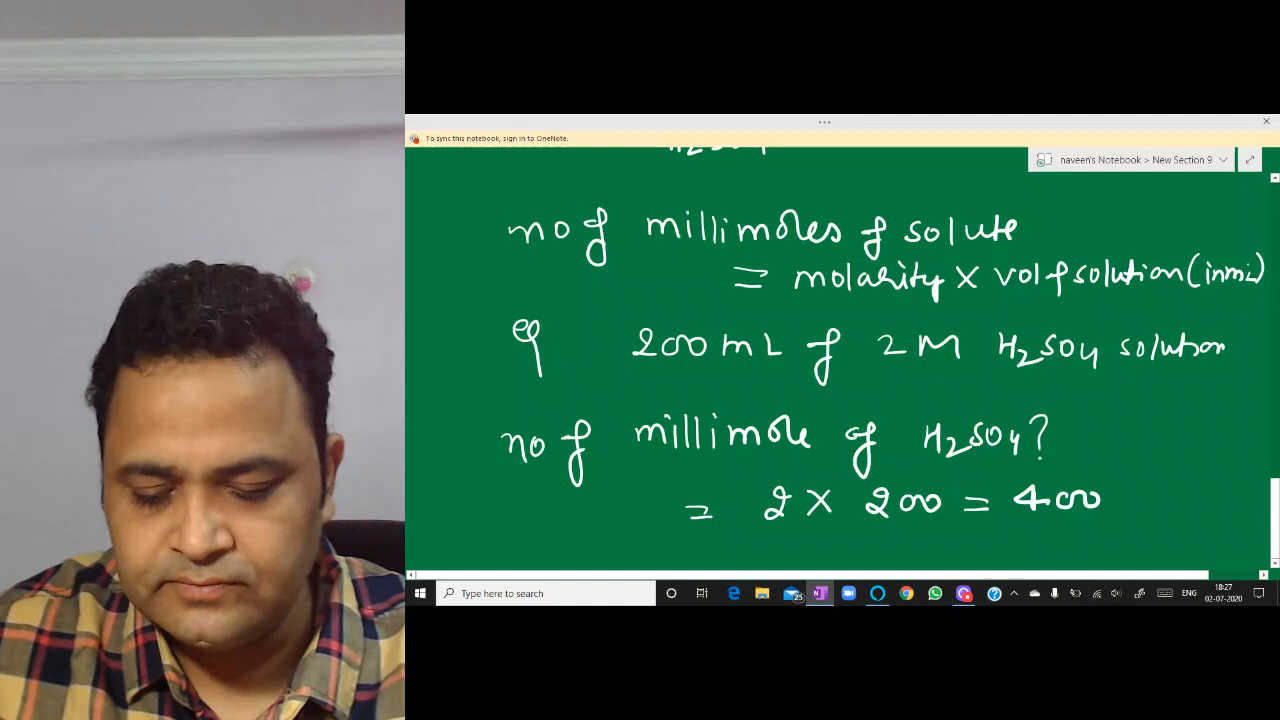 To sync this notebook, sign in to OneNote.
naveen's Notebook > New Section 9
no of millimoles of solute
= molarity X vol of solution (in mL)
eg 200 mL of 2M H2SO4 solution
no of millimole of H2SO4?
= 2 X 200 = 400
Type here to search
25
ENG
18:27
02-07-2020